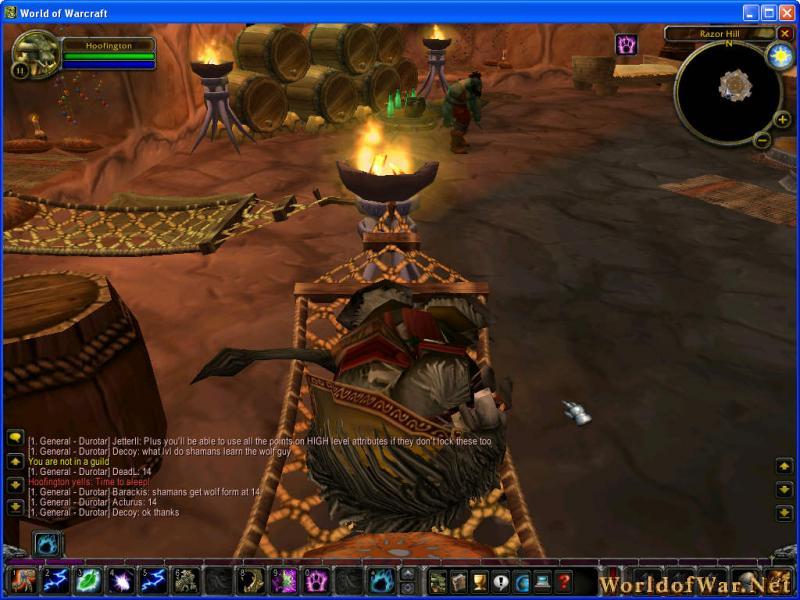 World of Warcraft
Hoofington
Razor Hill
N
[1. General - Durotar] JetterII: Plus you'll be able to use all the points on HIGH level attributes if they don't lock these too
[1. General - Durotar] Decoy: what lvl do shamans learn the wolf guy
You are not in a guild
[1. General - Durotar] DeadL: 14
Hoofington yells: Time to sleep!
[1. General - Durotar] Barackis: shamans get wolf form at 14
[1. General - Durotar] Acturus: 14
[1. General - Durotar] Decoy: ok thanks
WorldofWar.Net